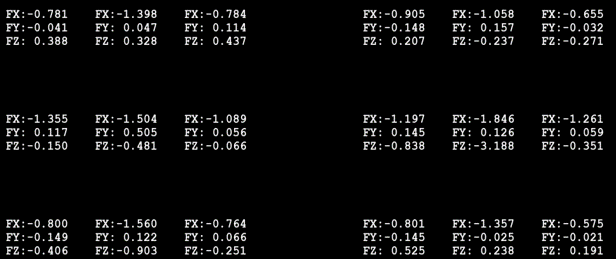 FX:-0.781 FX:-1.398 FX:-0.784 FX:-0.905 FX:-1.058 FX:-0.655
FY:-0.041 FY: 0.047 FY: 0.114 FY:-0.148 FY: 0.157 FY:-0.032
FZ: 0.388 FZ: 0.328 FZ: 0.437 FZ: 0.207 FZ:-0.237 FZ:-0.271
FX:-1.355 FX:-1.504 FX:-1.089 FX:-1.197 FX:-1.846 FX:-1.261
FY: 0.117 FY: 0.505 FY: 0.056 FY: 0.145 FY: 0.126 FY: 0.059
FZ:-0.150 FZ:-0.481 FZ:-0.066 FZ:-0.838 FZ:-3.188 FZ:-0.351
FX:-0.800 FX:-1.560 FX:-0.764 FX:-0.801 FX:-1.357 FX:-0.575
FY:-0.149 FY: 0.122 FY: 0.066 FY:-0.145 FY:-0.025 FY:-0.021
FZ:-0.406 FZ:-0.903 FZ:-0.251 FZ: 0.525 FZ: 0.238 FZ: 0.191